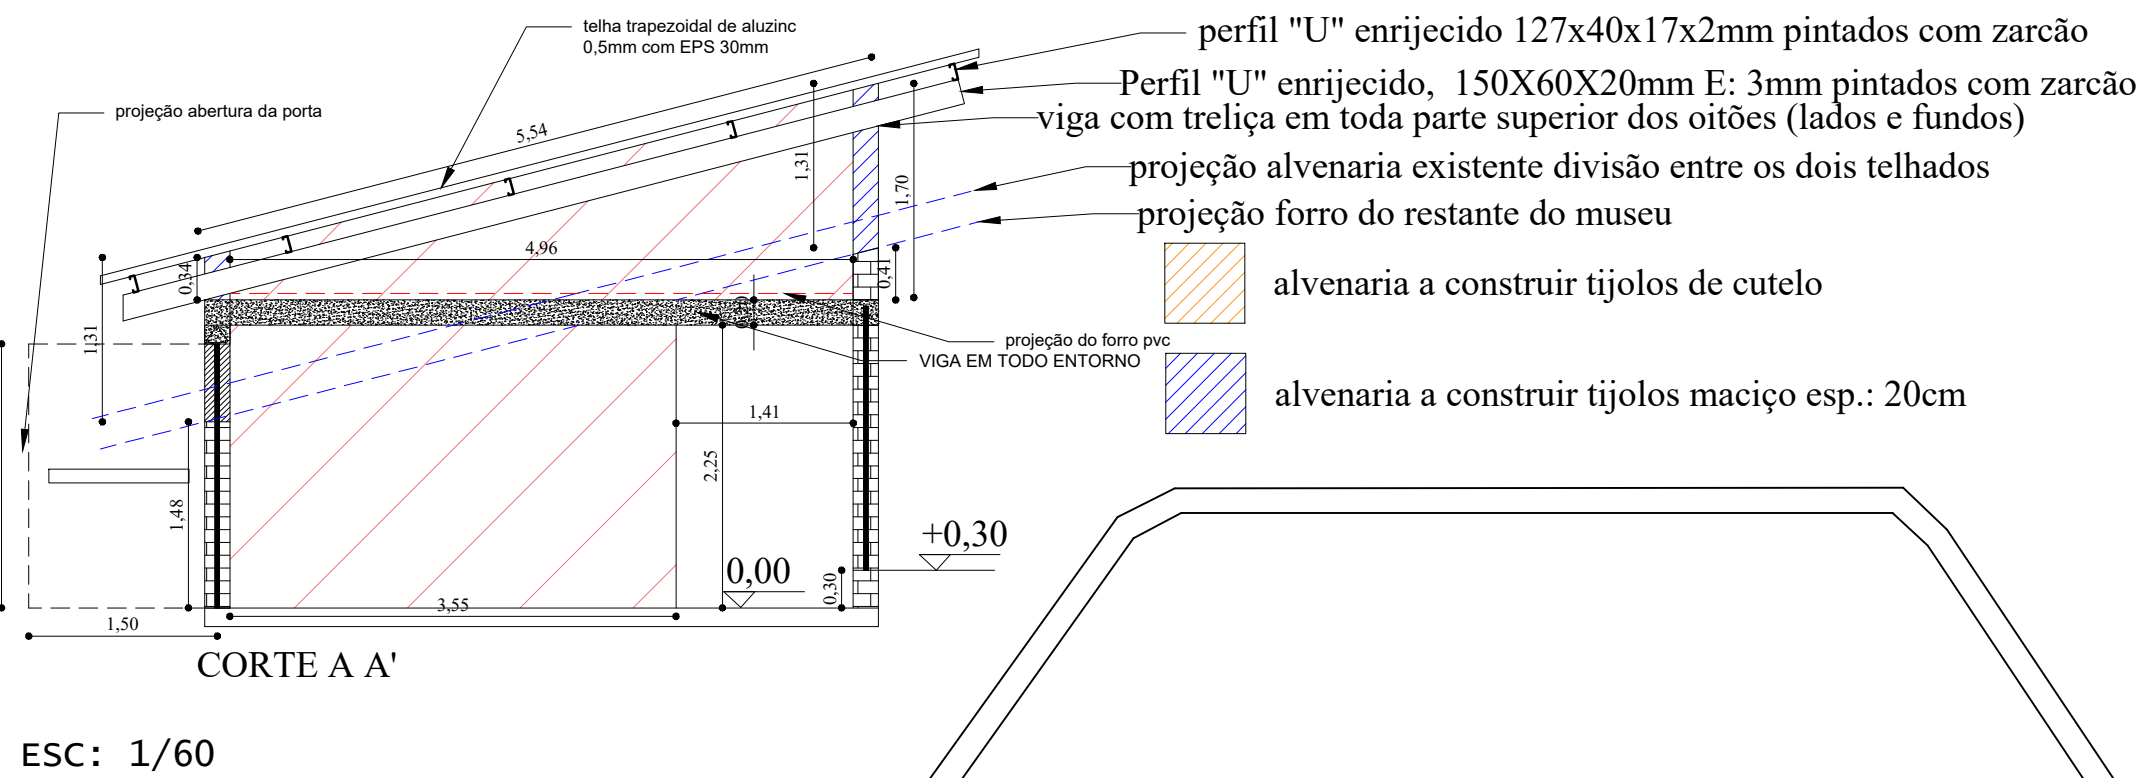 telha trapezoidal de aluzinc
0,5mm com EPS 30mm
perfil "U" enrijecido 127x40x17x2mm pintados com zarcão
Perfil "U" enrijecido, 150X60X20mm E: 3mm pintados com zarcão
projeção abertura da porta
viga com treliça em toda parte superior dos oitões (lados e fundos)
5,54
1,31
1,70
projeção alvenaria existente divisão entre os dois telhados
projeção forro do restante do museu
4,96
0,34
0,41
alvenaria a construir tijolos de cutelo
1,31
projeção do forro pvc
VIGA EM TODO ENTORNO
alvenaria a construir tijolos maciço esp.: 20cm
1,41
2,25
1,48
+0,30
0,00
0,30
3,55
1,50
CORTE A A'
ESC: 1/60